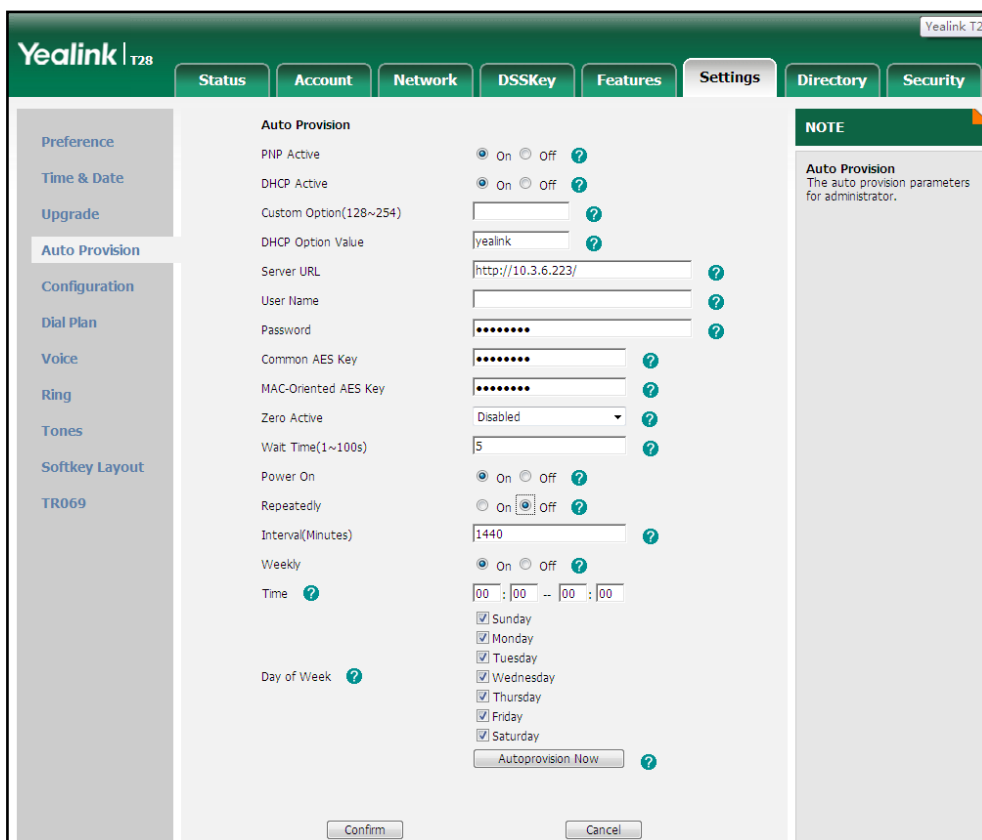 Yealink T2
Yealink T28
Status Account Network DSSKey Features Settings Directory Security
Preference
Time & Date
Upgrade
Auto Provision
Configuration
Dial Plan
Voice
Ring
Tones
Softkey Layout
TR069
Auto Provision
PNP Active On Off ?
DHCP Active On Off ?
Custom Option(128~254) ?
DHCP Option Value yealink ?
Server URL http://10.3.6.223/ ?
User Name ?
Password •••••••• ?
Common AES Key •••••••• ?
MAC-Oriented AES Key •••••••• ?
Zero Active Disabled ?
Wait Time(1~100s) 5 ?
Power On On Off ?
Repeatedly On Off ?
Interval(Minutes) 1440 ?
Weekly On Off ?
Time ? 00 : 00 -- 00 : 00
Sunday
Monday
Tuesday
Day of Week ? Wednesday
Thursday
Friday
Saturday
Autoprovision Now ?
Confirm Cancel
NOTE
Auto Provision
The auto provision parameters
for administrator.